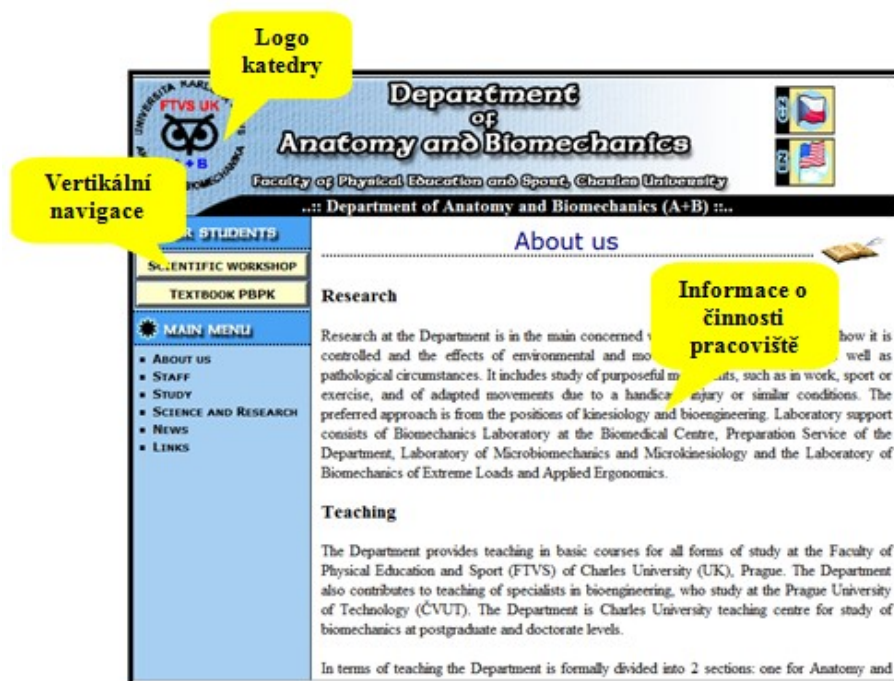 Logo
katedry
UNIVERSITA KARL
FTVS UK
A + B
BIOMECHANIKA
Department
of
Anatomy and Biomechanics
Faculty of Physical Education and Sport, Charles University
..:: Department of Anatomy and Biomechanics (A+B) ::..
Vertikální
navigace
STUDENTS
SCIENTIFIC WORKSHOP
TEXTBOOK PBPK
MAIN MENU
ABOUT US
STAFF
STUDY
SCIENCE AND RESEARCH
NEWS
LINKS
About us
Informace o
činnosti
pracoviště
Research
Research at the Department is in the main concerned how it is
controlled and the effects of environmental and well as
pathological circumstances. It includes study of purposeful such as in work, sport or
exercise, and of adapted movements due to a handicap injury or similar conditions. The
preferred approach is from the positions of kinesiology and bioengineering. Laboratory support
consists of Biomechanics Laboratory at the Biomedical Centre, Preparation Service of the
Department, Laboratory of Microbiomechanics and Microkinesiology and the Laboratory of
Biomechanics of Extreme Loads and Applied Ergonomics.
Teaching
The Department provides teaching in basic courses for all forms of study at the Faculty of
Physical Education and Sport (FTVS) of Charles University (UK), Prague. The Department
also contributes to teaching of specialists in bioengineering, who study at the Prague University
of Technology (ČVUT). The Department is Charles University teaching centre for study of
biomechanics at postgraduate and doctorate levels.
In terms of teaching the Department is formally divided into 2 sections: one for Anatomy and